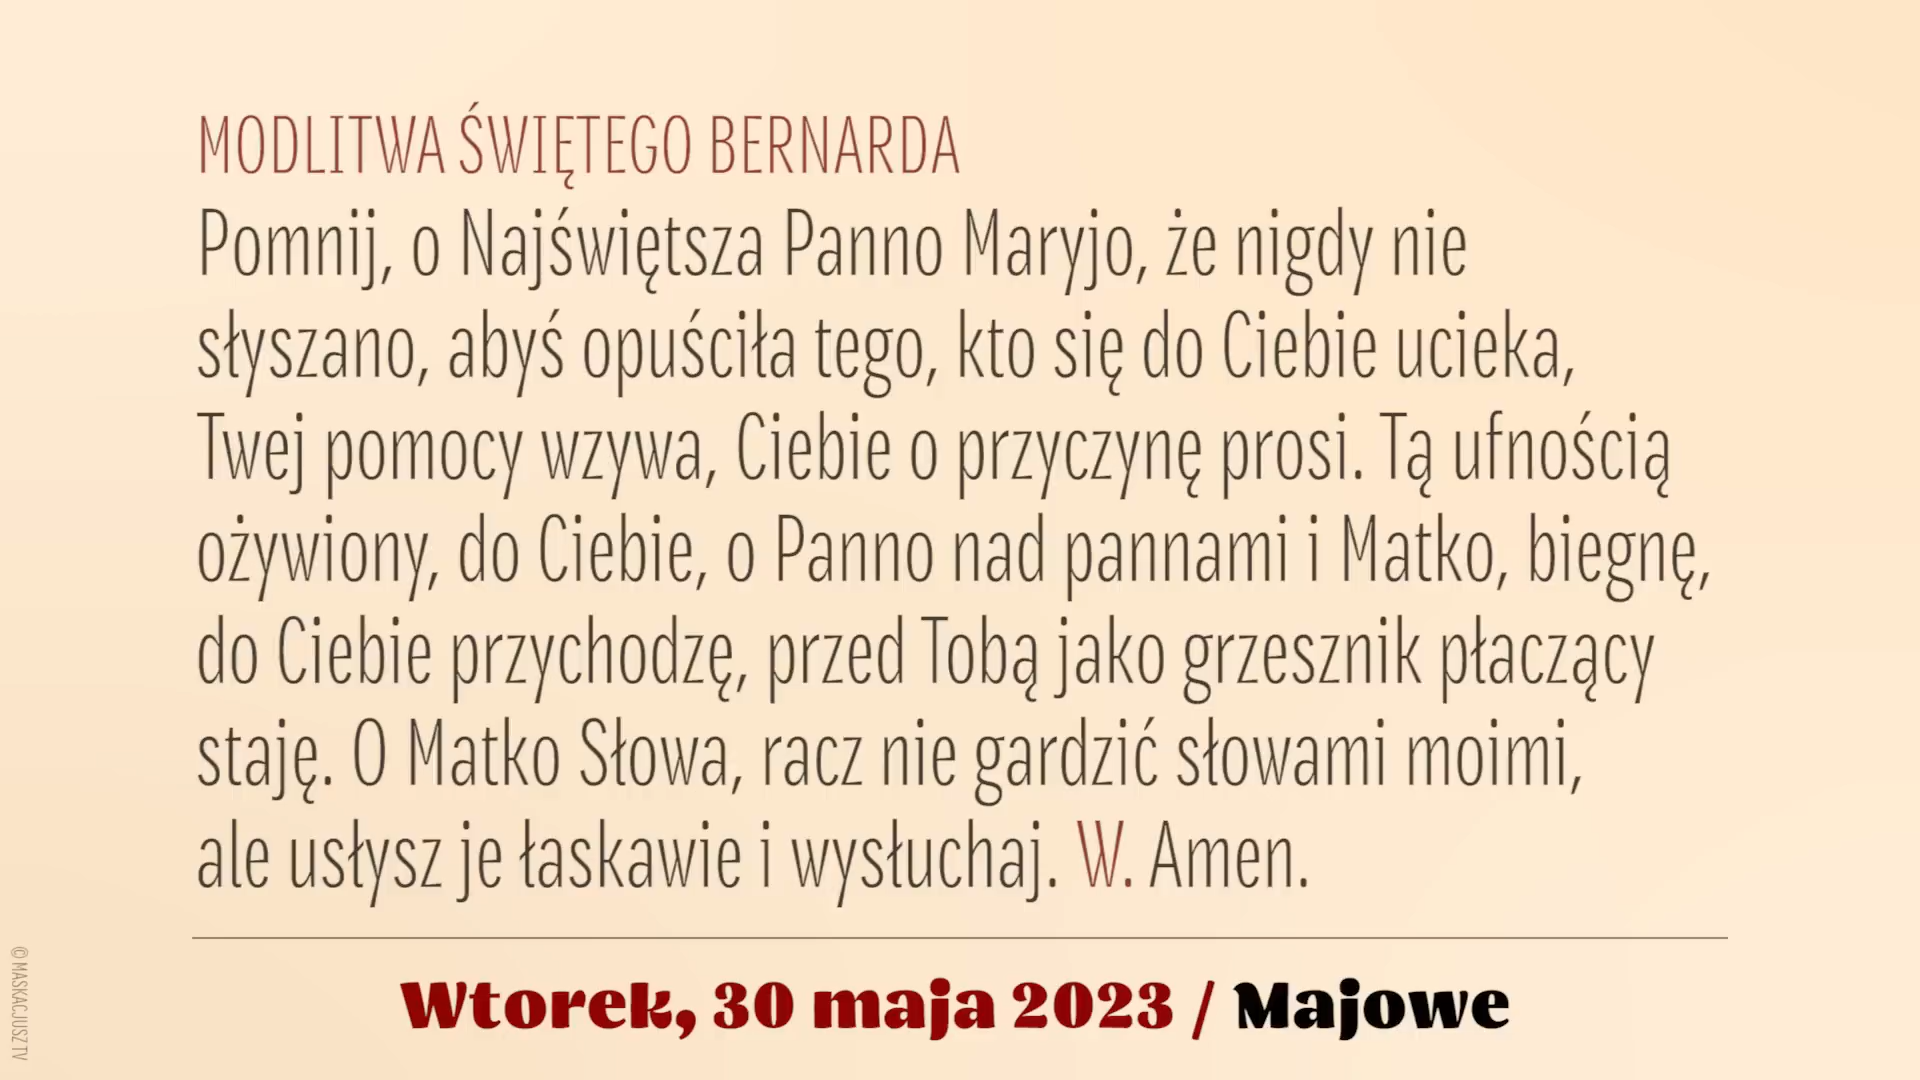 MODLITWA ŚWIĘTEGO BERNARDA
Pomnij, o Najświętsza Panno Maryjo, że nigdy nie
słyszano, abyś opuściła tego, kto się do Ciebie ucieka,
Twej pomocy wzywa, Ciebie o przyczynę prosi. Tą ufnością
ożywiony, do Ciebie, o Panno nad pannami i Matko, biegnę,
do Ciebie przychodzę, przed Tobą jako grzesznik płaczący
staję. O Matko Słowa, racz nie gardzić słowami moimi,
ale usłysz je łaskawie i wysłuchaj. W. Amen.
Wtorek, 30 maja 2023 / Majowe
© MASKACJUSZ TV